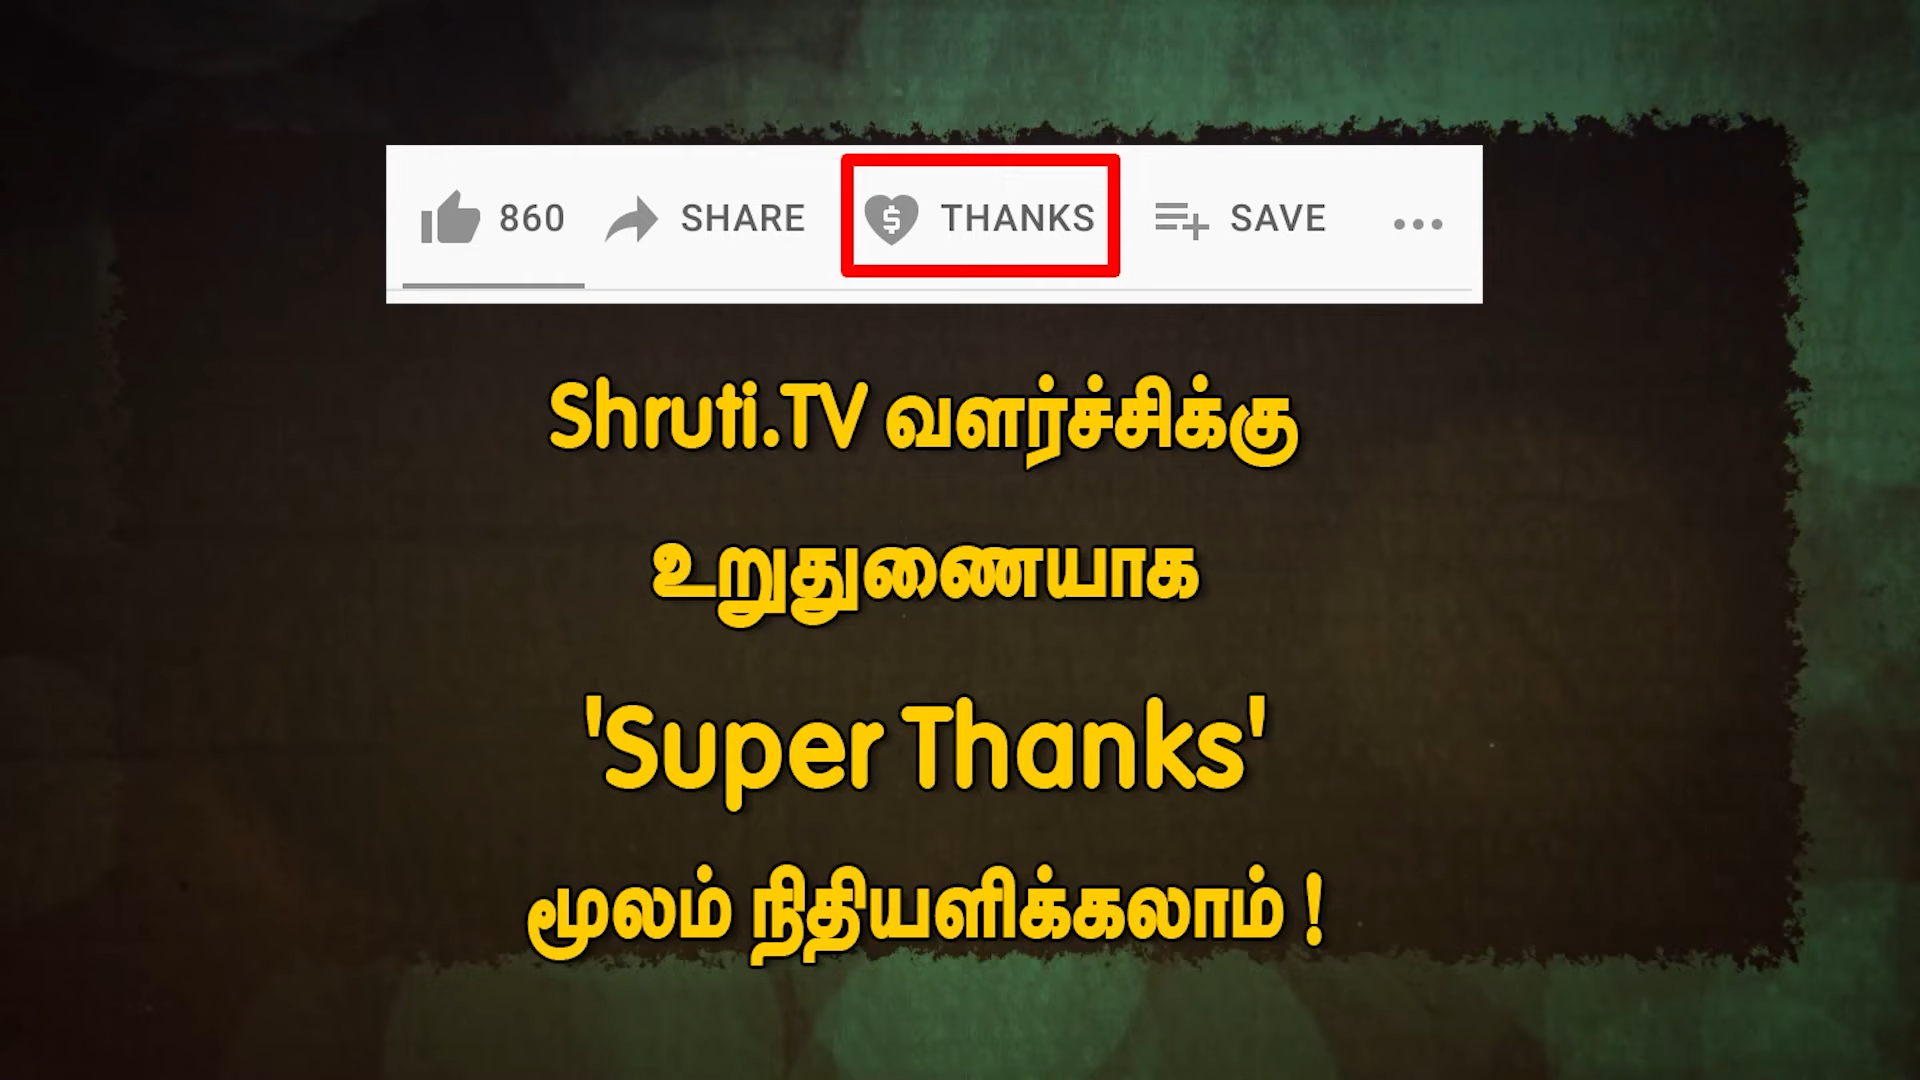 860 SHARE THANKS SAVE
Shruti.TV வளர்ச்சிக்கு
உறுதுணையாக
'Super Thanks'
மூலம் நிதியளிக்கலாம் !